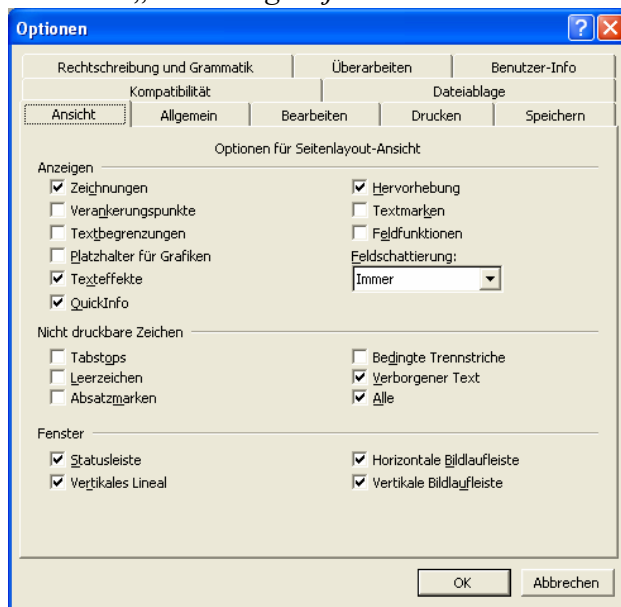 Optionen
Rechtschreibung und Grammatik Überarbeiten Benutzer-Info
Kompatibilität Dateiablage
Ansicht Allgemein Bearbeiten Drucken Speichern
Optionen für Seitenlayout-Ansicht
Anzeigen
Zeichnungen Hervorhebung
Verankerungspunkte Textmarken
Textbegrenzungen Feldfunktionen
Platzhalter für Grafiken Feldschattierung:
Texteffekte Immer
QuickInfo
Nicht druckbare Zeichen
Tabstops Bedingte Trennstriche
Leerzeichen Verborgener Text
Absatzmarken Alle
Fenster
Statusleiste Horizontale Bildlaufleiste
Vertikales Lineal Vertikale Bildlaufleiste
OK Abbrechen